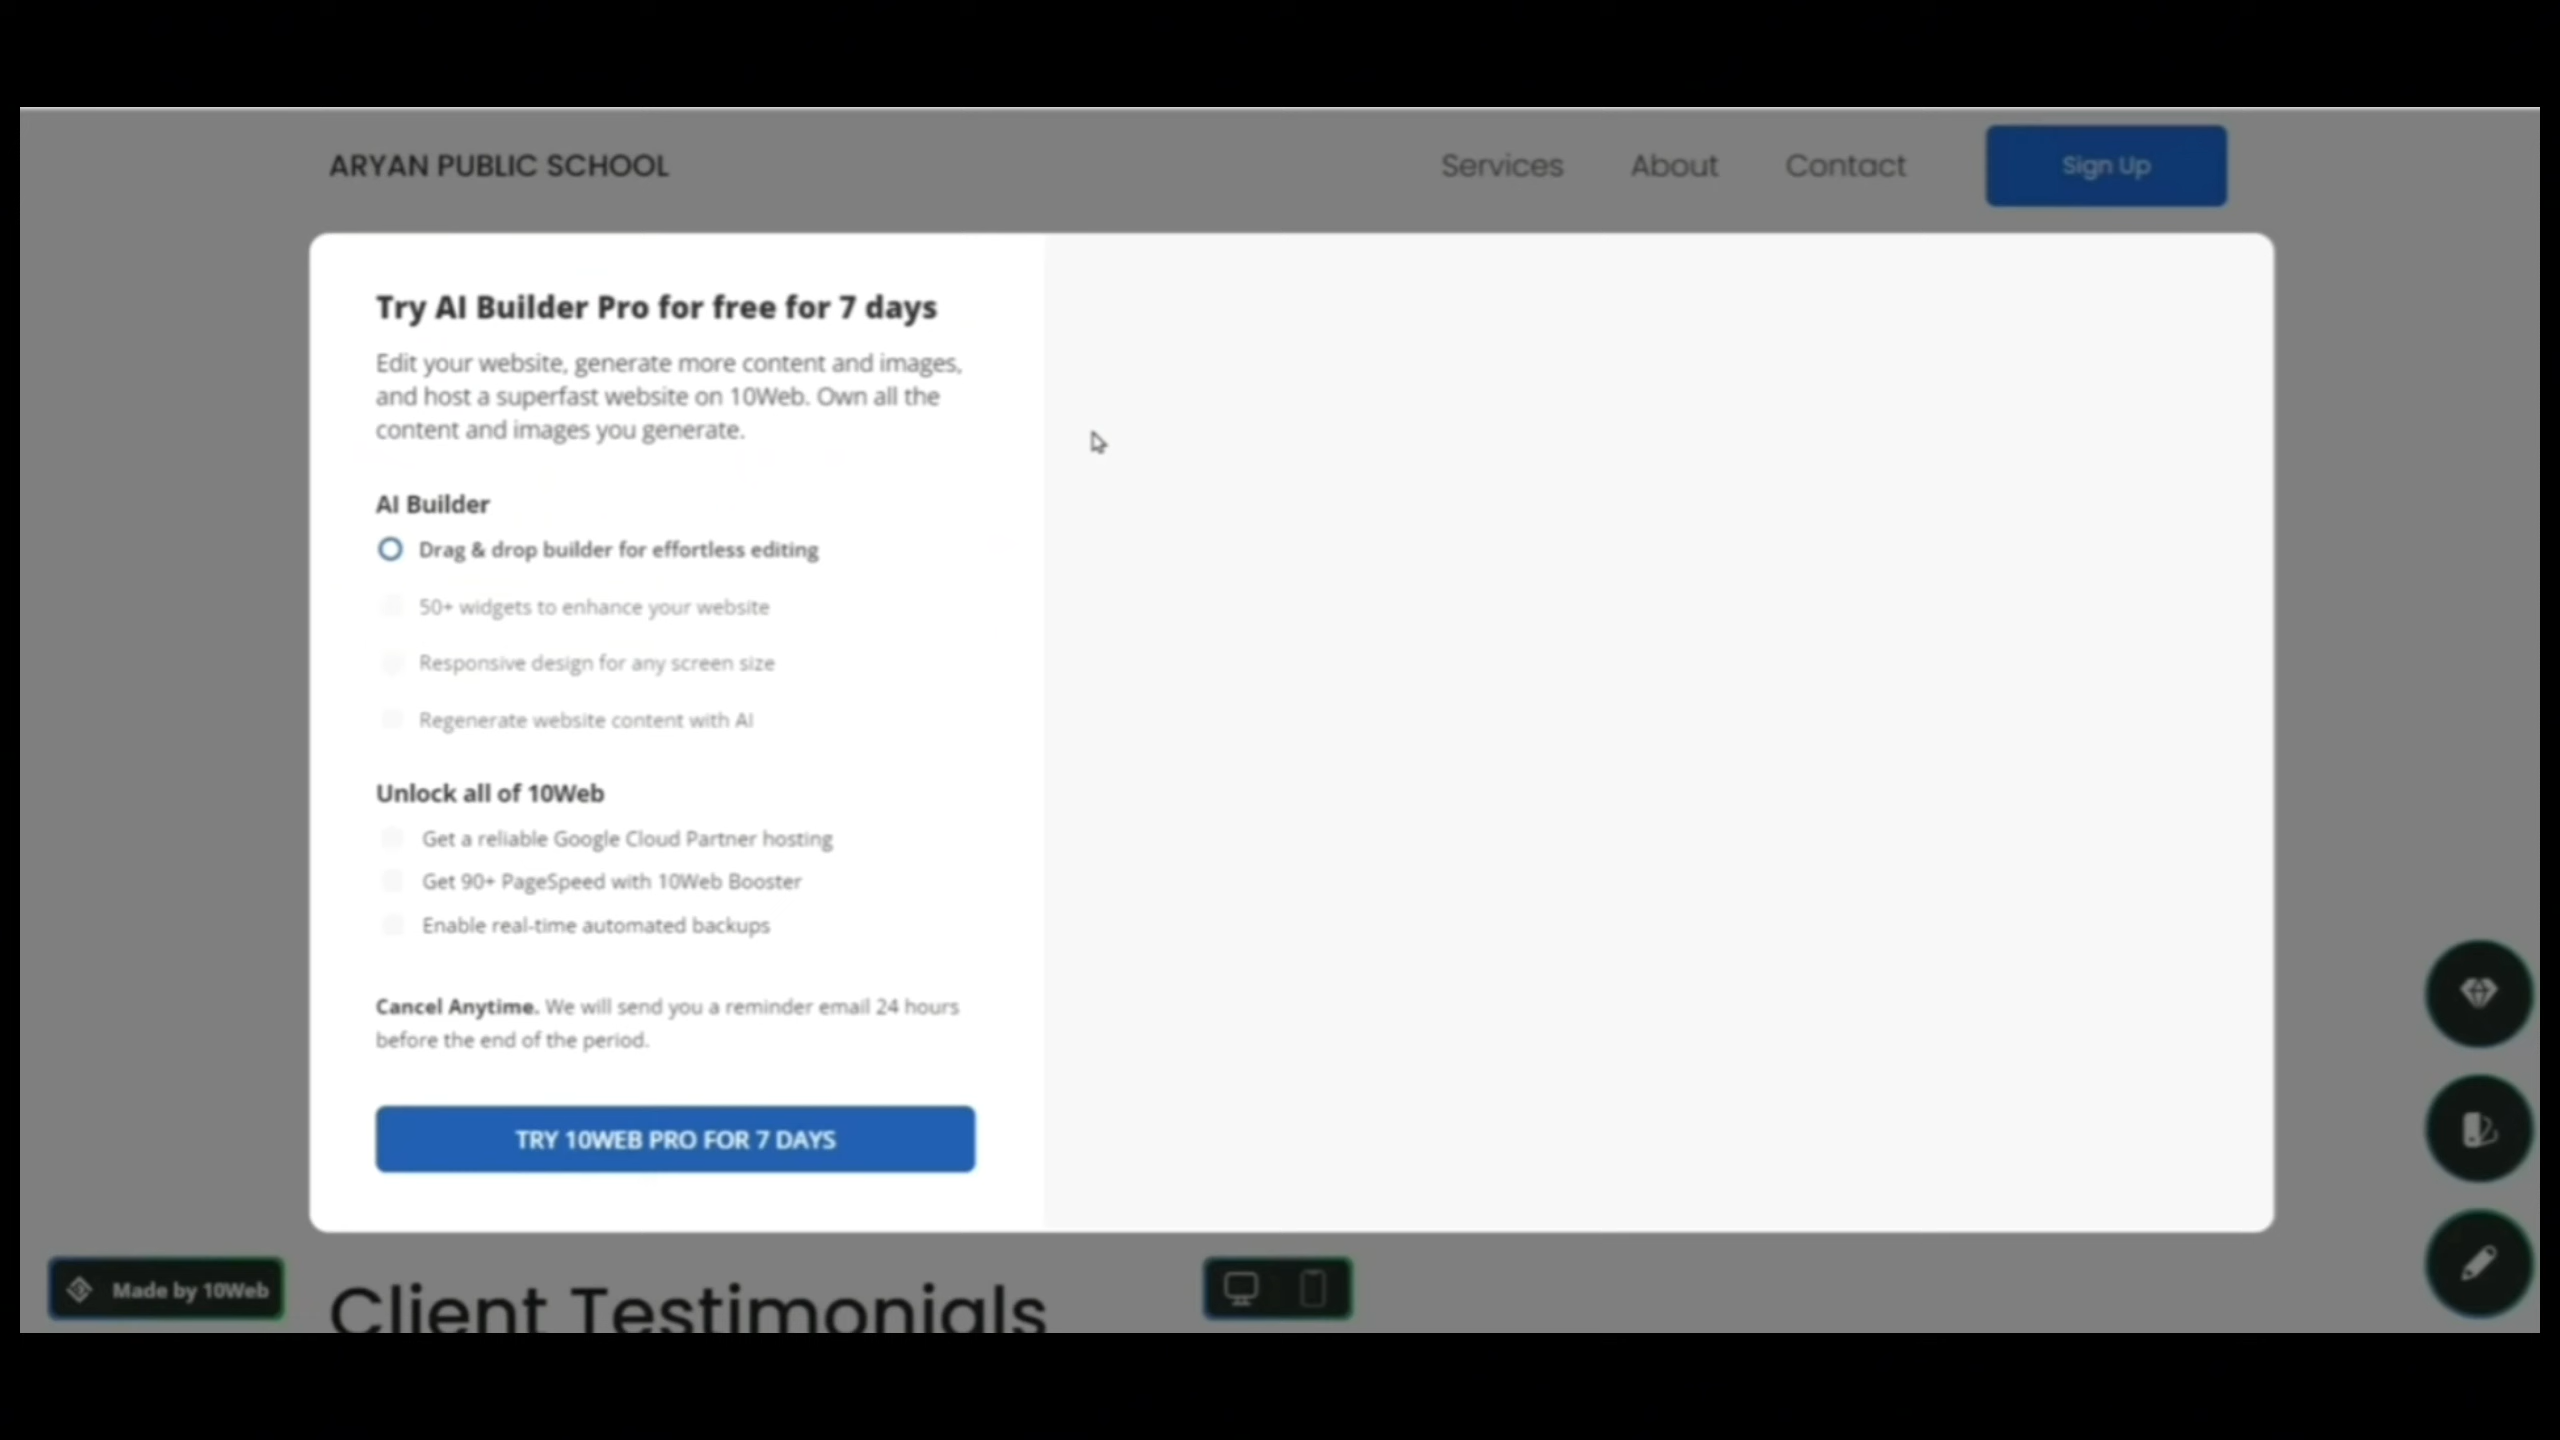 ARYAN PUBLIC SCHOOL
Services
About
Contact
Sign Up
Try AI Builder Pro for free for 7 days
Edit your website, generate more content and images,
and host a superfast website on 10Web. Own all the
content and images you generate.
AI Builder
Drag & drop builder for effortless editing
50+ widgets to enhance your website
Responsive design for any screen size
Regenerate website content with AI
Unlock all of 10Web
Get a reliable Google Cloud Partner hosting
Get 90+ PageSpeed with 10Web Booster
Enable real-time automated backups
Cancel Anytime. We will send you a reminder email 24 hours
before the end of the period.
TRY 10WEB PRO FOR 7 DAYS
Made by 10Web
Client Testimonials